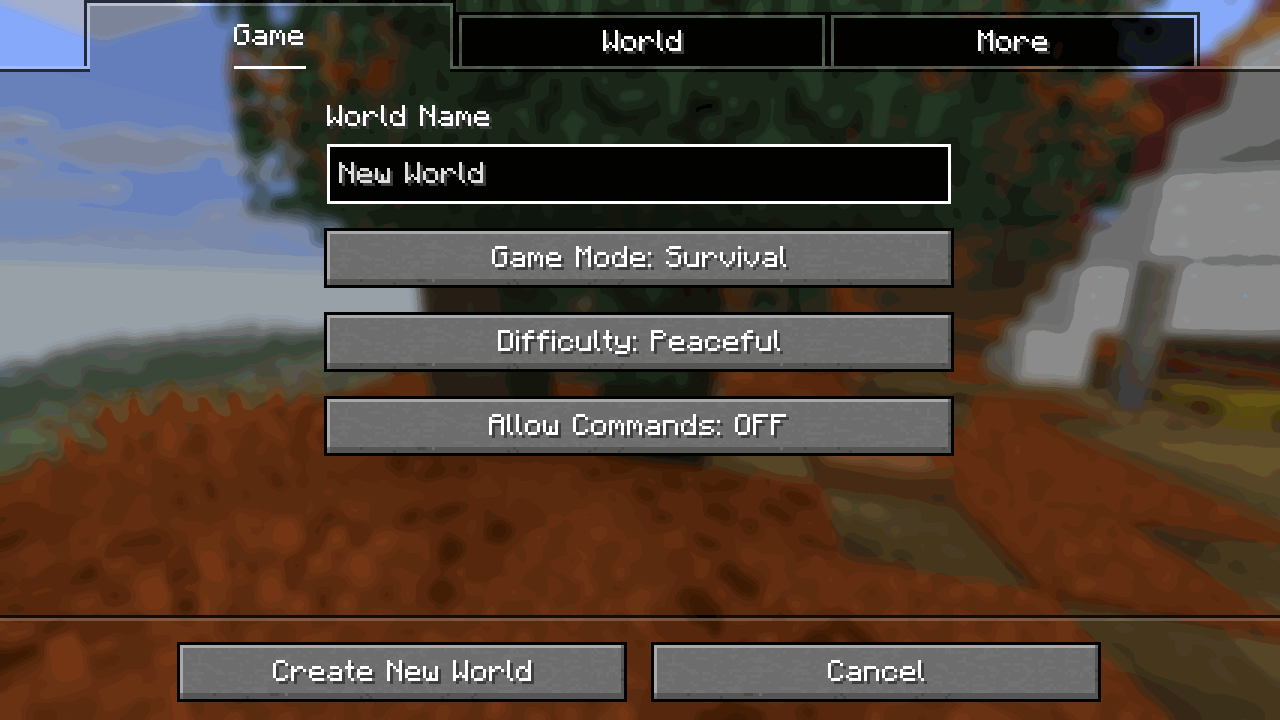 Game
World
More
World Name
New World
Game Mode: Survival
Difficulty: Peaceful
Allow Commands: OFF
Create New World
Cancel